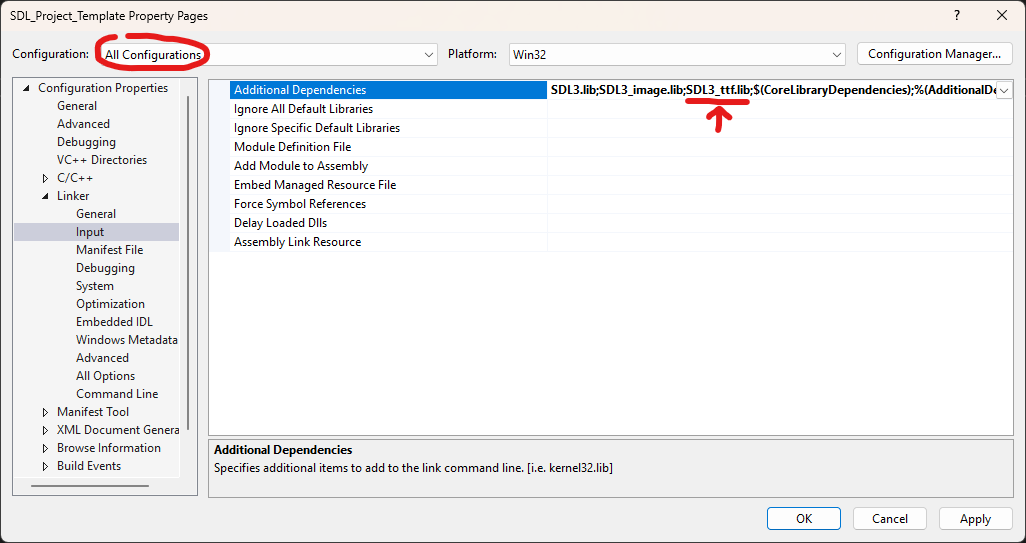 SDL_Project_Template Property Pages
Configuration: All Configurations Platform: Win32 Configuration Manager...
Configuration Properties
General
Advanced
Debugging
VC++ Directories
C/C++
Linker
General
Input
Manifest File
Debugging
System
Optimization
Embedded IDL
Windows Metadata
Advanced
All Options
Command Line
Manifest Tool
XML Document Genera
Browse Information
Build Events
Additional Dependencies SDL3.lib;SDL3_image.lib;SDL3_ttf.lib;$(CoreLibraryDependencies);%(AdditionalDe
Ignore All Default Libraries
Ignore Specific Default Libraries
Module Definition File
Add Module to Assembly
Embed Managed Resource File
Force Symbol References
Delay Loaded Dlls
Assembly Link Resource
Additional Dependencies
Specifies additional items to add to the link command line. [i.e. kernel32.lib]
OK Cancel Apply